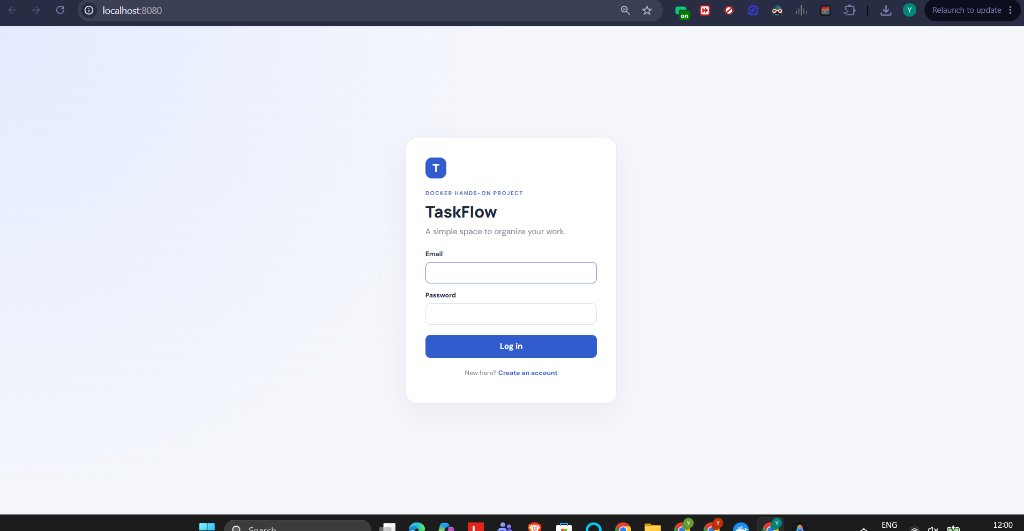 localhost:8080
on
Y
Relaunch to update
T
DOCKER HANDS-ON PROJECT
TaskFlow
A simple space to organize your work.
Email
Password
Log in
New here? Create an account
Search
ENG
12:00